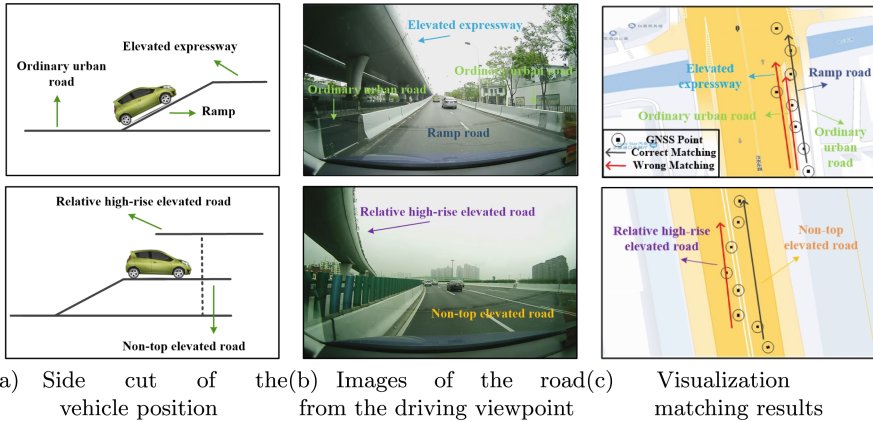 Elevated expressway
Ordinary urban
road
Ramp
Elevated expressway
Ordinary urban road
Ordinary urban road
Ramp road
Elevated
expressway
Ramp road
Ordinary urban road
Ordinary
urban
road
GNSS Point
Correct Matching
Wrong Matching
Relative high-rise elevated road
Non-top elevated road
Relative high-rise elevated road
Non-top elevated road
Relative high-rise
elevated road
Non-top
elevated road
a) Side cut of the
vehicle position
(b) Images of the road
from the driving viewpoint
(c) Visualization
matching results